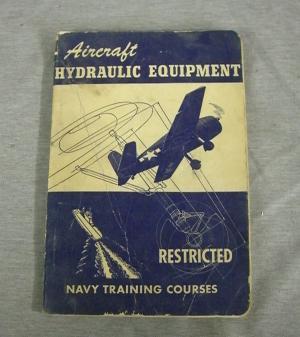 Aircraft
HYDRAULIC EQUIPMENT
RESTRICTED
NAVY TRAINING COURSES